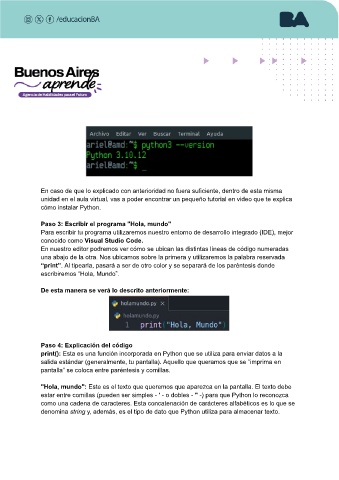 /educacionBA
BA
Buenos Aires
aprende
Agencia de Habilidades para el Futuro
Archivo Editar Ver Buscar Terminal Ayuda
ariel@amd:~$ python3 --version
Python 3.10.12
ariel@amd:~$ _
En caso de que lo explicado con anterioridad no fuera suficiente, dentro de esta misma
unidad en el aula virtual, vas a poder encontrar un pequeño tutorial en video que te explica
cómo instalar Python.
Paso 3: Escribir el programa "Hola, mundo"
Para escribir tu programa utilizaremos nuestro entorno de desarrollo integrado (IDE), mejor
conocido como Visual Studio Code.
En nuestro editor podremos ver cómo se ubican las distintas líneas de código numeradas
una abajo de la otra. Nos ubicamos sobre la primera y utilizaremos la palabra reservada
“print”. Al tipearla, pasará a ser de otro color y se separará de los paréntesis donde
escribiremos “Hola, Mundo”.
De esta manera se verá lo descrito anteriormente:
holamundo.py ×
holamundo.py
1 print("Hola, Mundo")
Paso 4: Explicación del código
print(): Esta es una función incorporada en Python que se utiliza para enviar datos a la
salida estándar (generalmente, tu pantalla). Aquello que queramos que se “imprima en
pantalla” se coloca entre paréntesis y comillas.
"Hola, mundo": Este es el texto que queremos que aparezca en la pantalla. El texto debe
estar entre comillas (pueden ser simples - ' - o dobles - " -) para que Python lo reconozca
como una cadena de caracteres. Esta concatenación de carácteres alfabéticos es lo que se
denomina string y, además, es el tipo de dato que Python utiliza para almacenar texto.